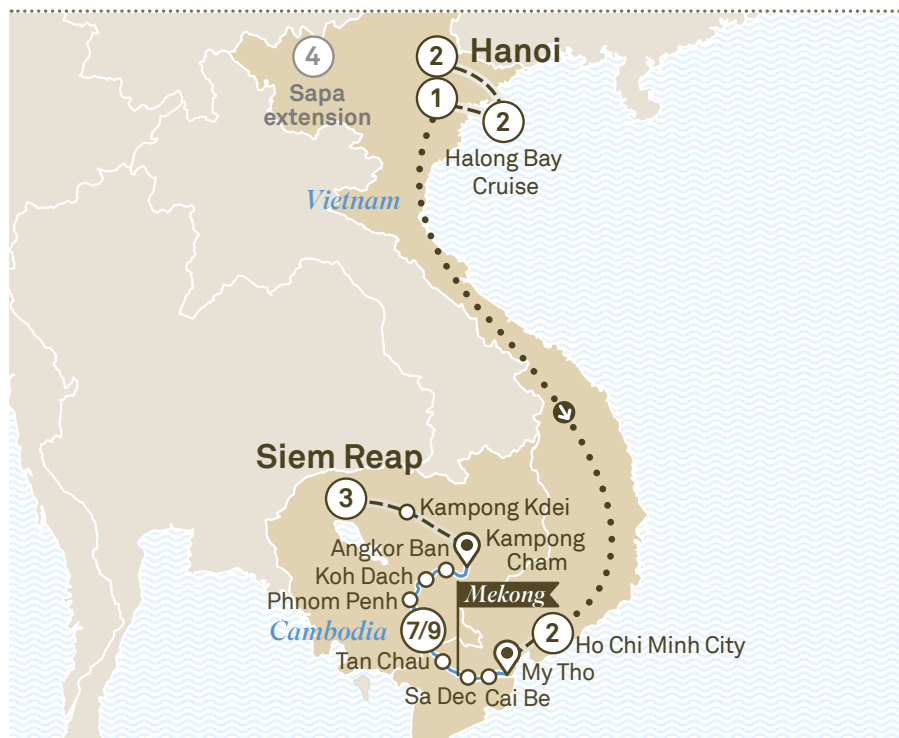 4
Sapa
extension
2
Hanoi
1
2
Halong Bay
Cruise
Vietnam
Siem Reap
3
Kampong Kdei
Angkor Ban
Kampong
Cham
Koh Dach
Phnom Penh
Mekong
Cambodia
7/9
2
Ho Chi Minh City
Tan Chau
My Tho
Sa Dec
Cai Be